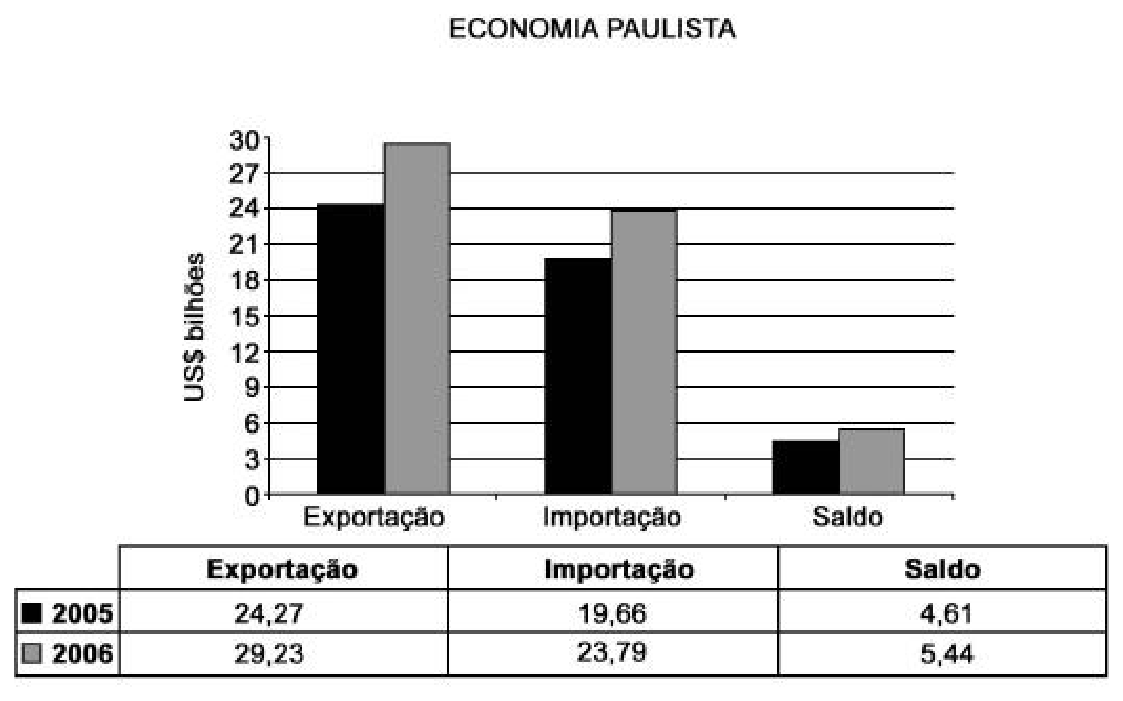 ECONOMIA PAULISTA
US$ bilhões
30
27
24
21
18
15
12
9
6
3
0
Exportação Importação Saldo
Exportação Importação Saldo
2005 24,27 19,66 4,61
2006 29,23 23,79 5,44